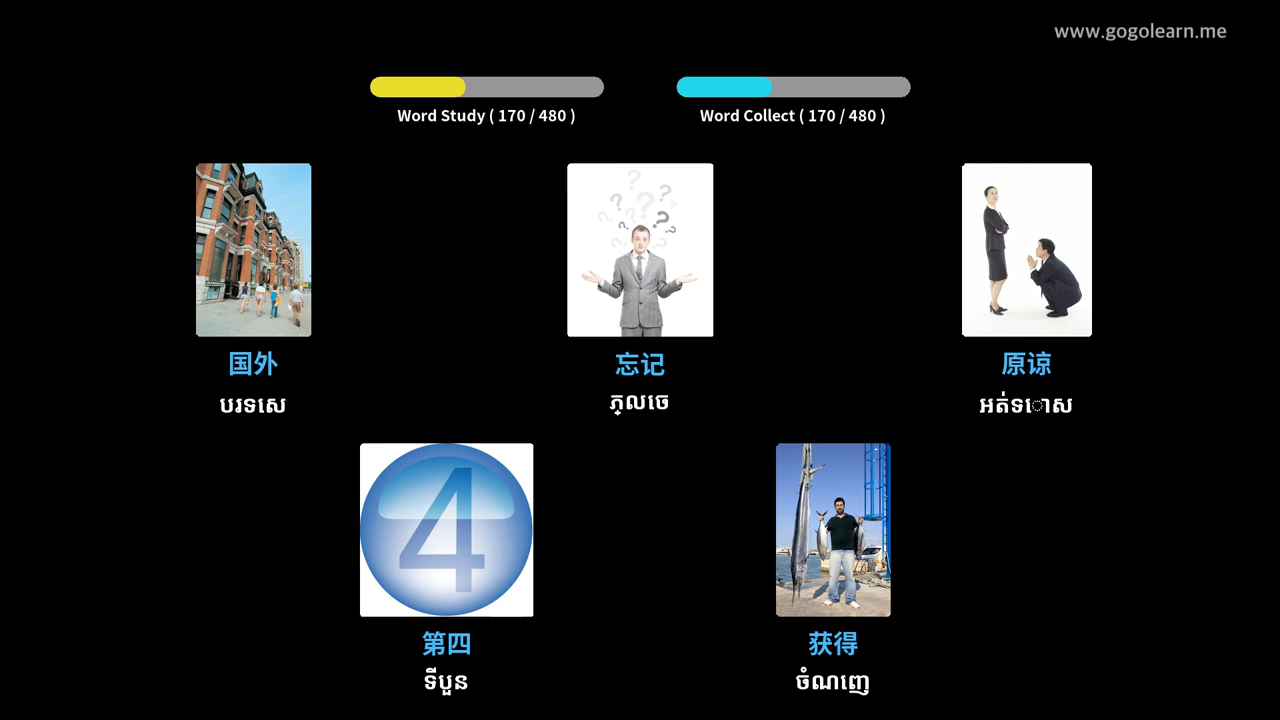 www.gogolearn.me
Word Study ( 170 / 480 )
Word Collect ( 170 / 480 )
国外
បរទសេ
忘记
ភ្លចេ
原谅
អត់ទោស
4
第四
ទីបួន
获得
ចំណញេ